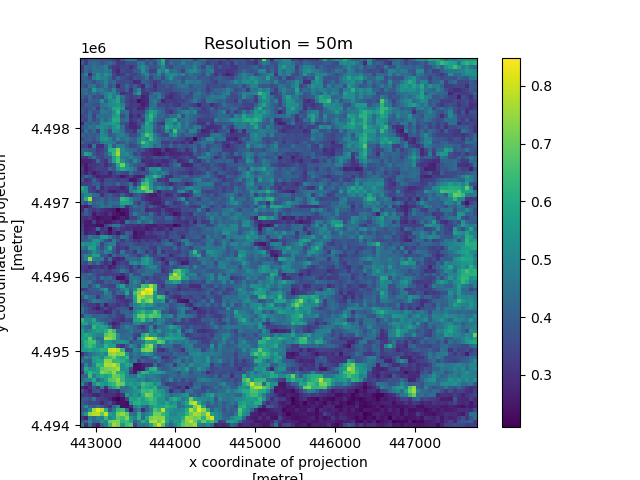 Resolution = 50m
1e6
4.498
4.497
4.496
4.495
4.494
443000 444000 445000 446000 447000
x coordinate of projection
[metre]
y coordinate of projection
[metre]
0.8
0.7
0.6
0.5
0.4
0.3